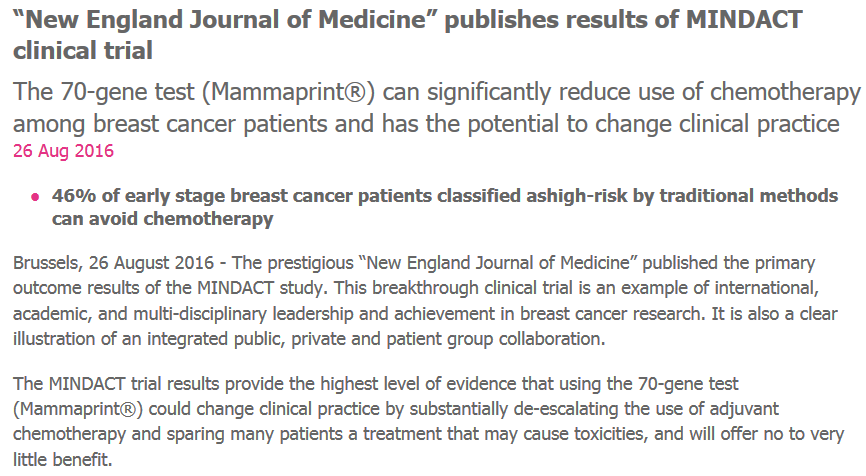 “New England Journal of Medicine” publishes results of MINDACT
clinical trial
The 70-gene test (Mammaprint®) can significantly reduce use of chemotherapy
among breast cancer patients and has the potential to change clinical practice
26 Aug 2016
• 46% of early stage breast cancer patients classified ashigh-risk by traditional methods
can avoid chemotherapy
Brussels, 26 August 2016 - The prestigious “New England Journal of Medicine” published the primary
outcome results of the MINDACT study. This breakthrough clinical trial is an example of international,
academic, and multi-disciplinary leadership and achievement in breast cancer research. It is also a clear
illustration of an integrated public, private and patient group collaboration.
The MINDACT trial results provide the highest level of evidence that using the 70-gene test
(Mammaprint®) could change clinical practice by substantially de-escalating the use of adjuvant
chemotherapy and sparing many patients a treatment that may cause toxicities, and will offer no to very
little benefit.